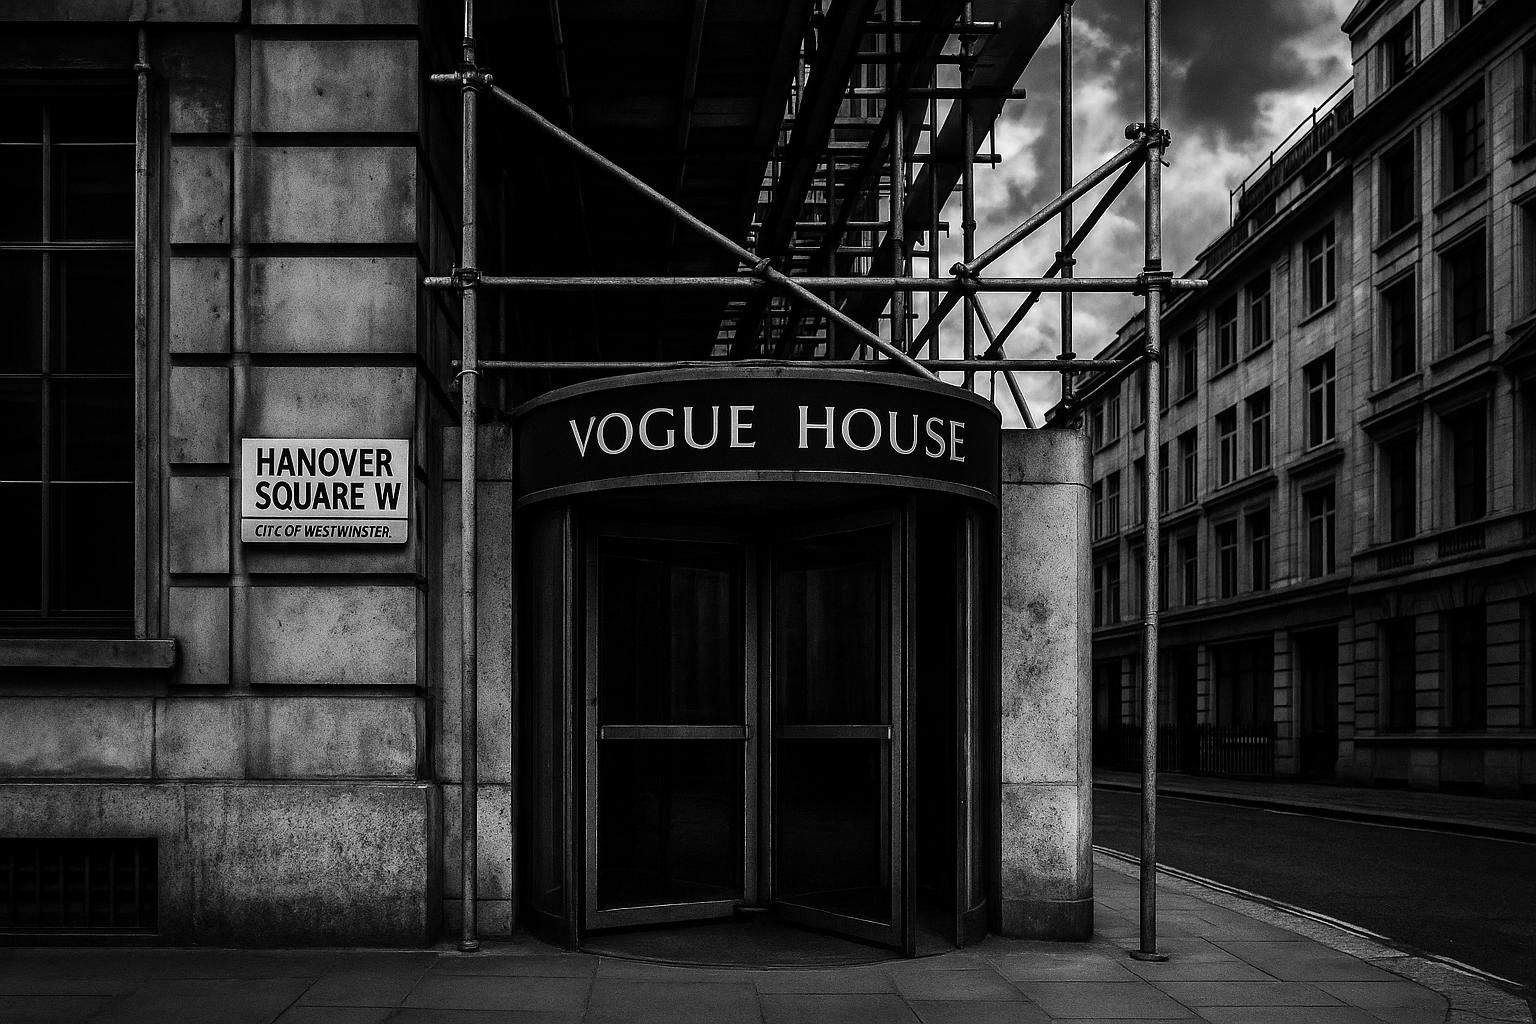 HANOVER
SQUARE W
CITC OF WESTWINSTER.
VOGUE HOUSE